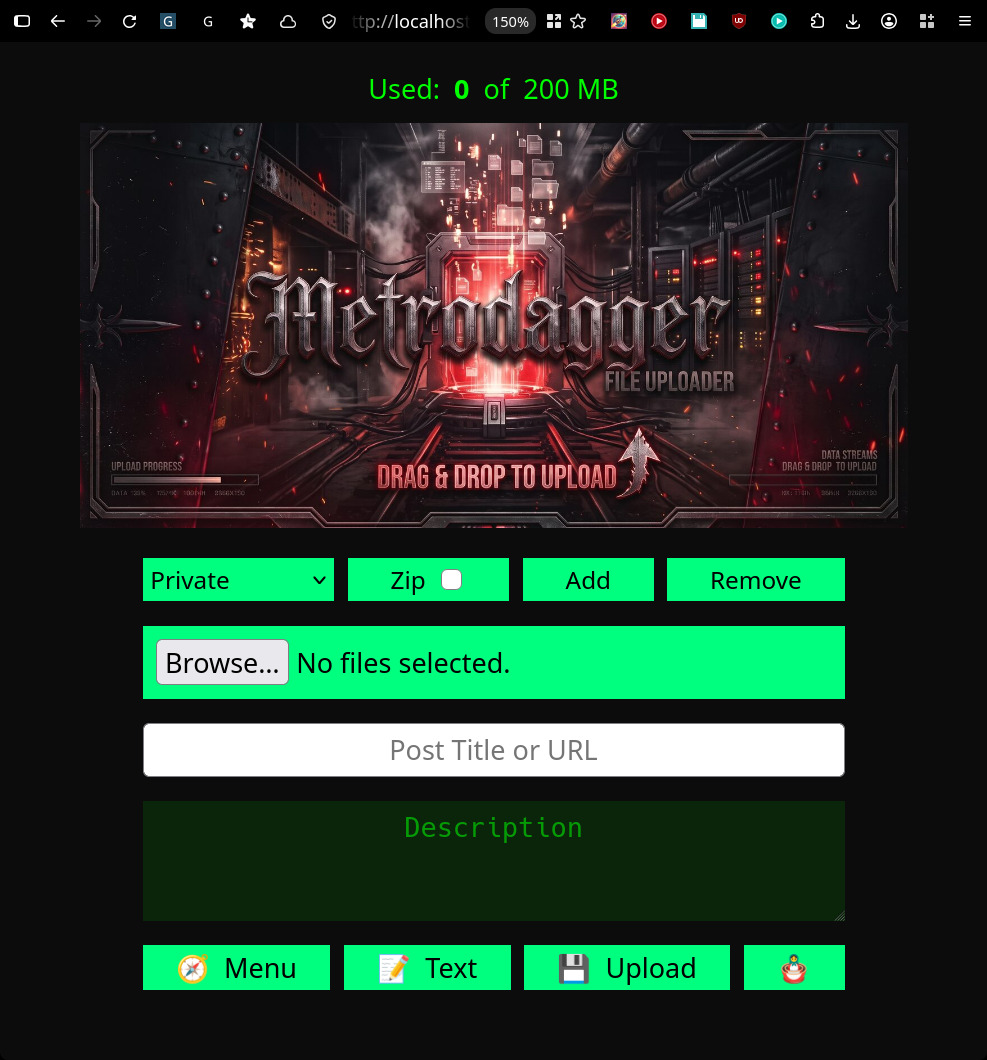 ttp://localhost
150%
Used: 0 of 200 MB
Metrodagger
FILE UPLOADER
DRAG & DROP TO UPLOAD
UPLOAD PROGRESS
DATA STREAMS
DRAG & DROP TO UPLOAD
Private
Zip
Add
Remove
Browse...
No files selected.
Post Title or URL
Description
Menu
Text
Upload